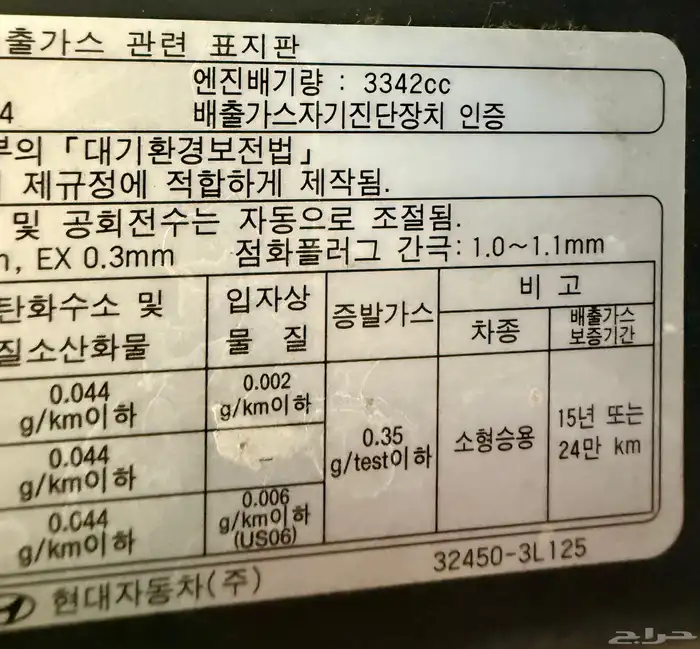 출가스 관련 표지판
엔진배기량 : 3342cc
4 배출가스자기진단장치 인증
부의 「대기환경보전법」
제규정에 적합하게 제작됨.
및 공회전수는 자동으로 조절됨.
, EX 0.3mm 점화플러그 간극: 1.0~1.1mm
탄화수소 및
질소산화물
입자상
물 질
증발가스
비 고
차종
배출가스
보증기간
0.044
g/km이하
0.002
g/km이하
0.35
g/test이하
소형승용
15년 또는
24만 km
0.044
g/km이하
–
0.044
g/km이하
0.006
g/km이하
(US06)
현대자동차(주)
32450-3L125
حراج